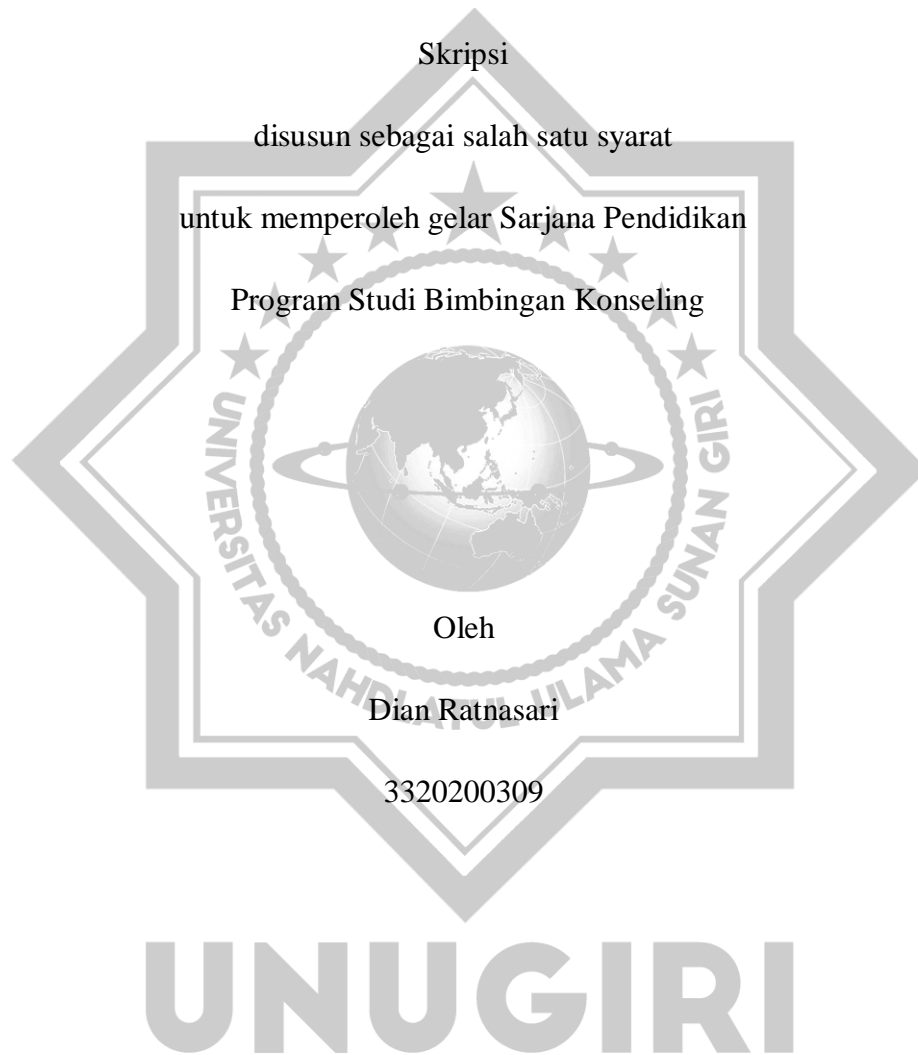 Skripsi
disusun sebagai salah satu syarat
untuk memperoleh gelar Sarjana Pendidikan
Program Studi Bimbingan Konseling
UNIVERSITAS NAHDLATUL ULAMA SUNAN GIRI
Oleh
Dian Ratnasari
3320200309
UNUGIRI